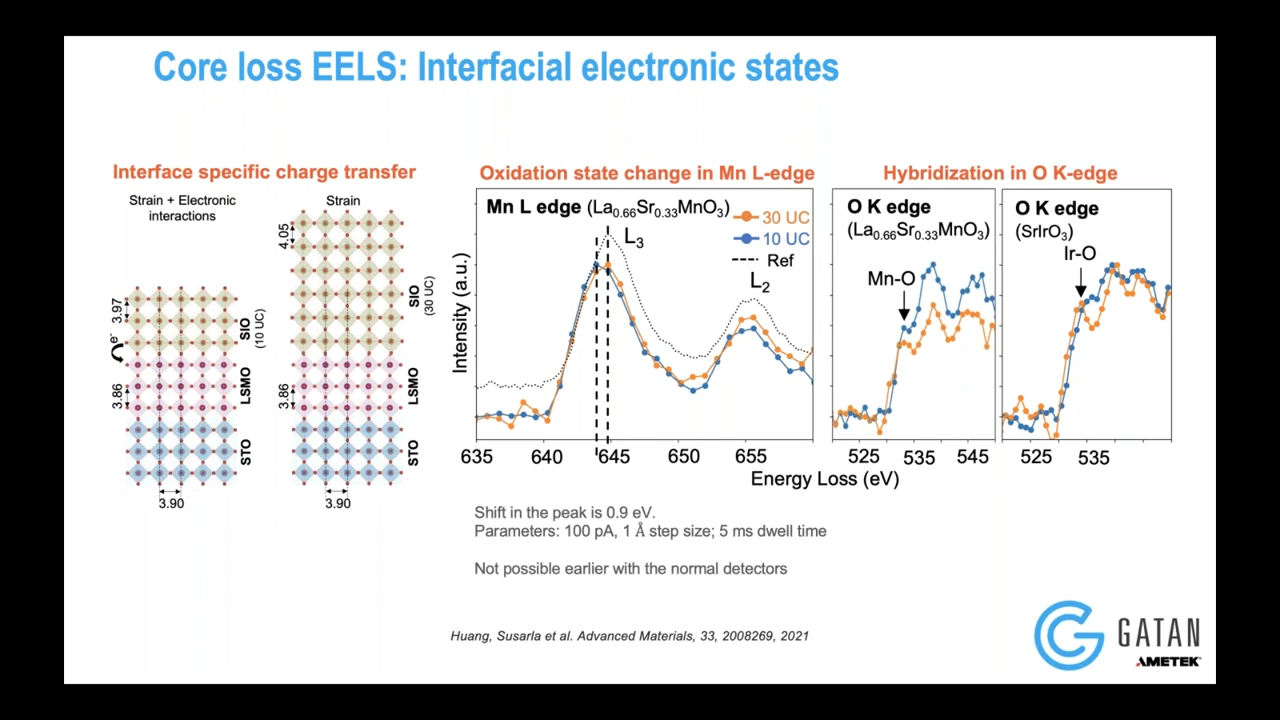 Core loss EELS: Interfacial electronic states
Interface specific charge transfer
Strain + Electronic
interactions
Strain
3.97
e-
3.86
SIO
(10 UC)
LSMO
STO
3.90
4.05
3.86
SIO
(30 UC)
LSMO
STO
3.90
Oxidation state change in Mn L-edge
Mn L edge (La0.66Sr0.33MnO3)
30 UC
10 UC
Ref
L3
L2
Intensity (a.u.)
635 640 645 650 655
Hybridization in O K-edge
O K edge
(La0.66Sr0.33MnO3)
Mn-O
525 535 545
O K edge
(SrIrO3)
Ir-O
525 535
Energy Loss (eV)
Shift in the peak is 0.9 eV.
Parameters: 100 pA, 1 Å step size; 5 ms dwell time
Not possible earlier with the normal detectors
Huang, Susarla et al. Advanced Materials, 33, 2008269, 2021
GATAN
AMETEK